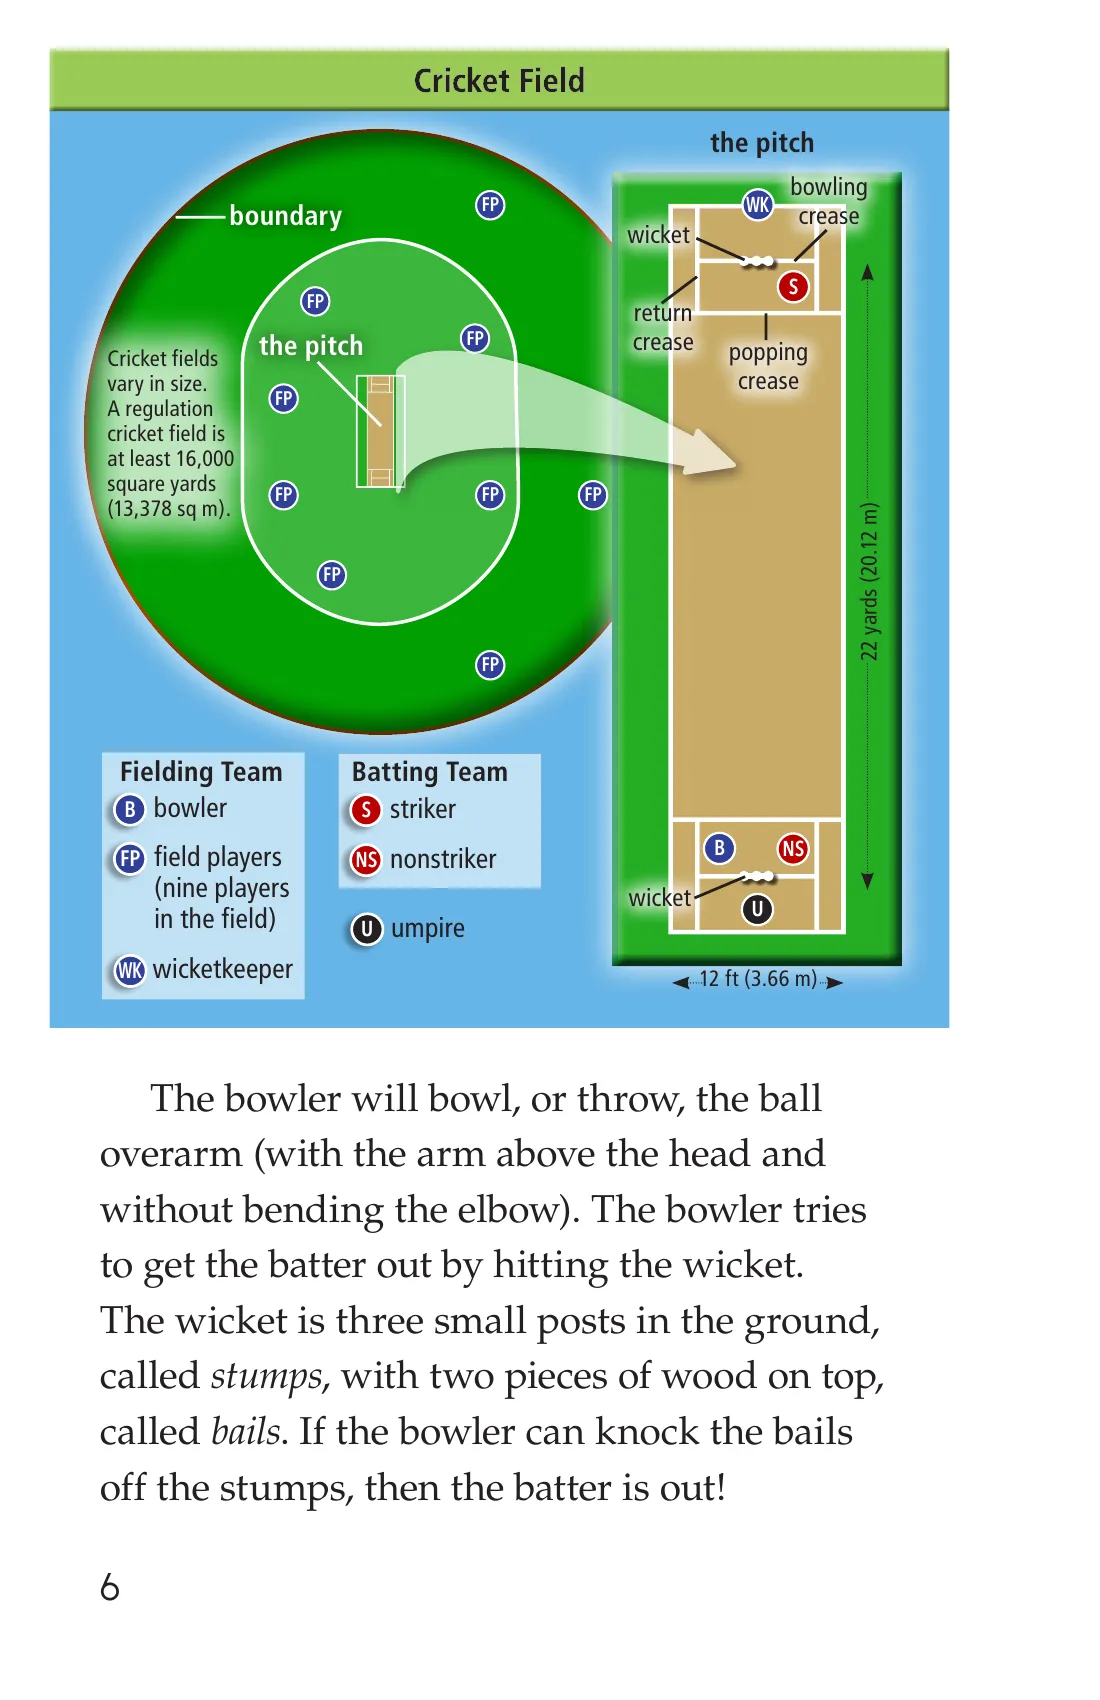 Cricket Field
boundary
the pitch
Cricket fields
vary in size.
A regulation
cricket field is
at least 16,000
square yards
(13,378 sq m).
FP
FP
FP
FP
FP
FP
FP
FP
FP
the pitch
WK
bowling
crease
wicket
S
return
crease
popping
crease
22 yards (20.12 m)
B
NS
wicket
U
12 ft (3.66 m)
Fielding Team
B bowler
FP field players
(nine players
in the field)
WK wicketkeeper
Batting Team
S striker
NS nonstriker
U umpire
The bowler will bowl, or throw, the ball
overarm (with the arm above the head and
without bending the elbow). The bowler tries
to get the batter out by hitting the wicket.
The wicket is three small posts in the ground,
called stumps, with two pieces of wood on top,
called bails. If the bowler can knock the bails
off the stumps, then the batter is out!
6